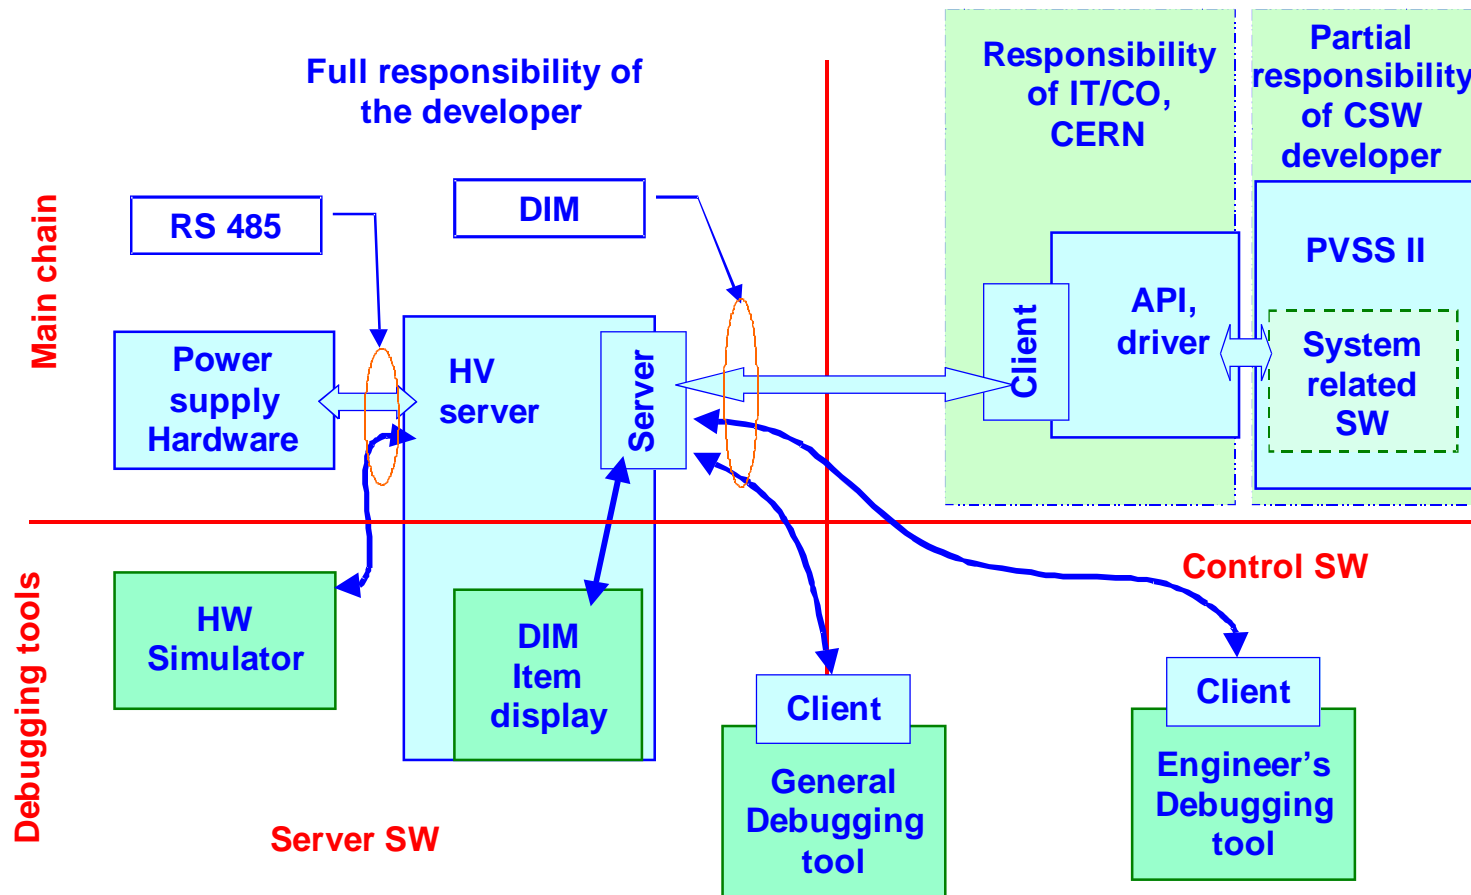 Full responsibility of
the developer
Responsibility
of IT/CO,
CERN
Partial
responsibility
of CSW
developer
Main chain
RS 485
DIM
PVSS II
Power
supply
Hardware
HV
server
Server
Client
API,
driver
System
related
SW
Debugging tools
HW
Simulator
DIM
Item
display
Control SW
Client
General
Debugging
tool
Client
Engineer's
Debugging
tool
Server SW